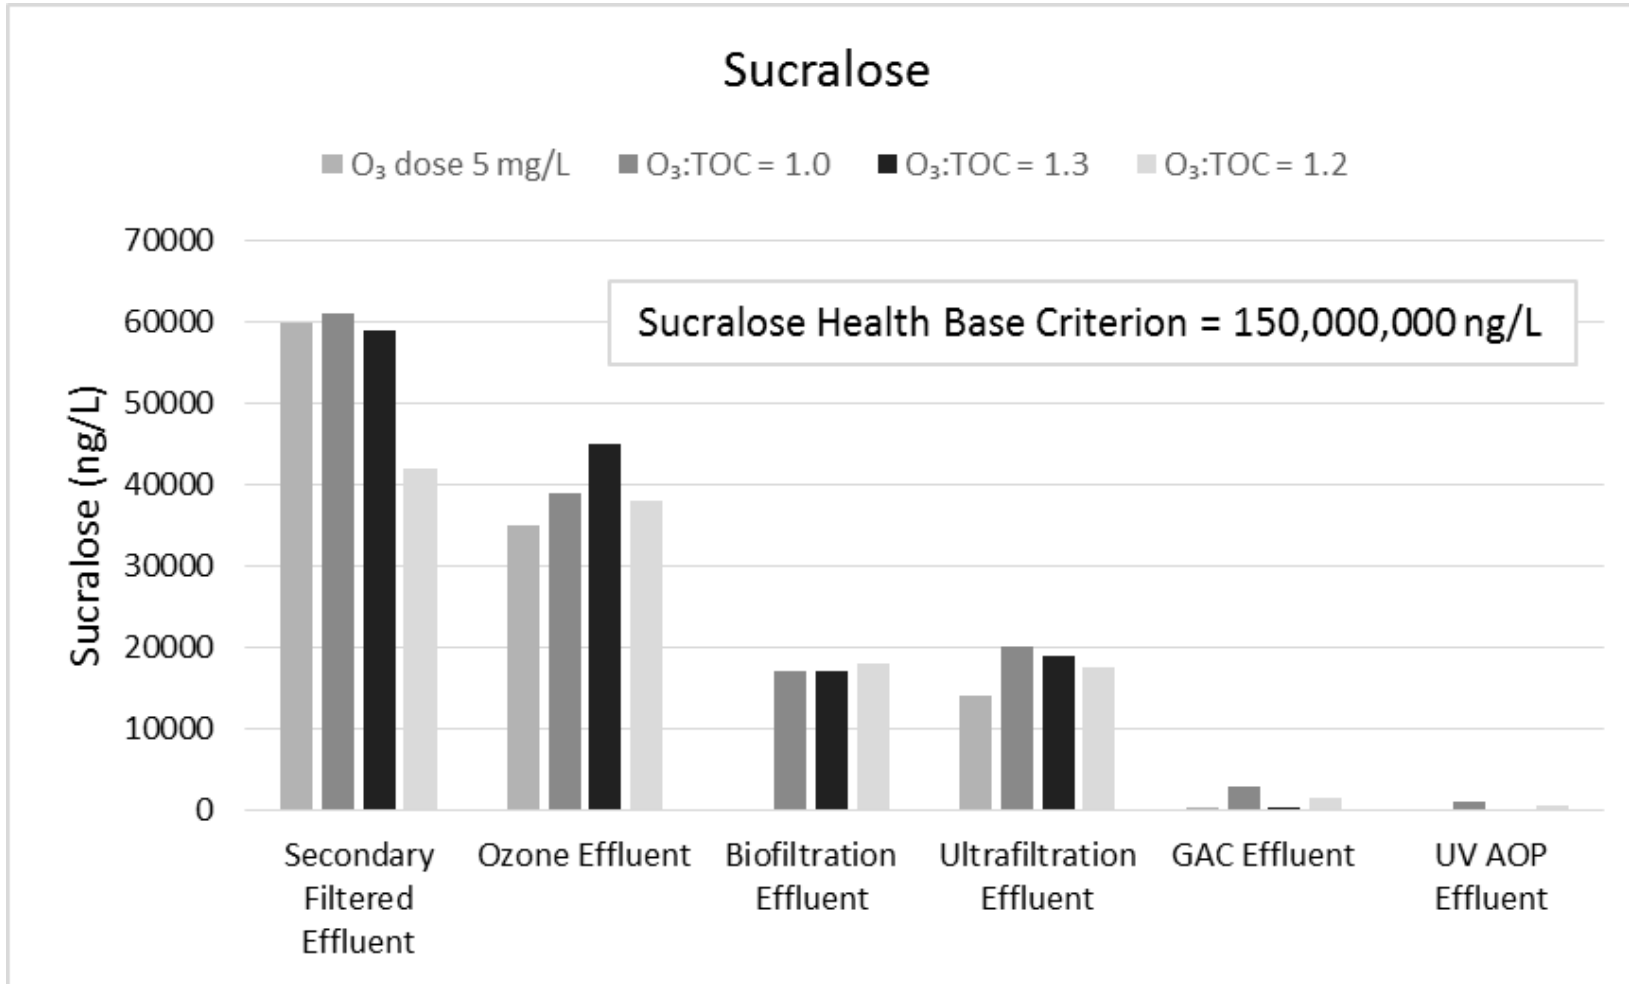 Sucralose
O₃ dose 5 mg/L O₃:TOC = 1.0 O₃:TOC = 1.3 O₃:TOC = 1.2
Sucralose Health Base Criterion = 150,000,000 ng/L
Sucralose (ng/L)
70000
60000
50000
40000
30000
20000
10000
0
Secondary
Filtered
Effluent
Ozone Effluent
Biofiltration
Effluent
Ultrafiltration
Effluent
GAC Effluent
UV AOP
Effluent